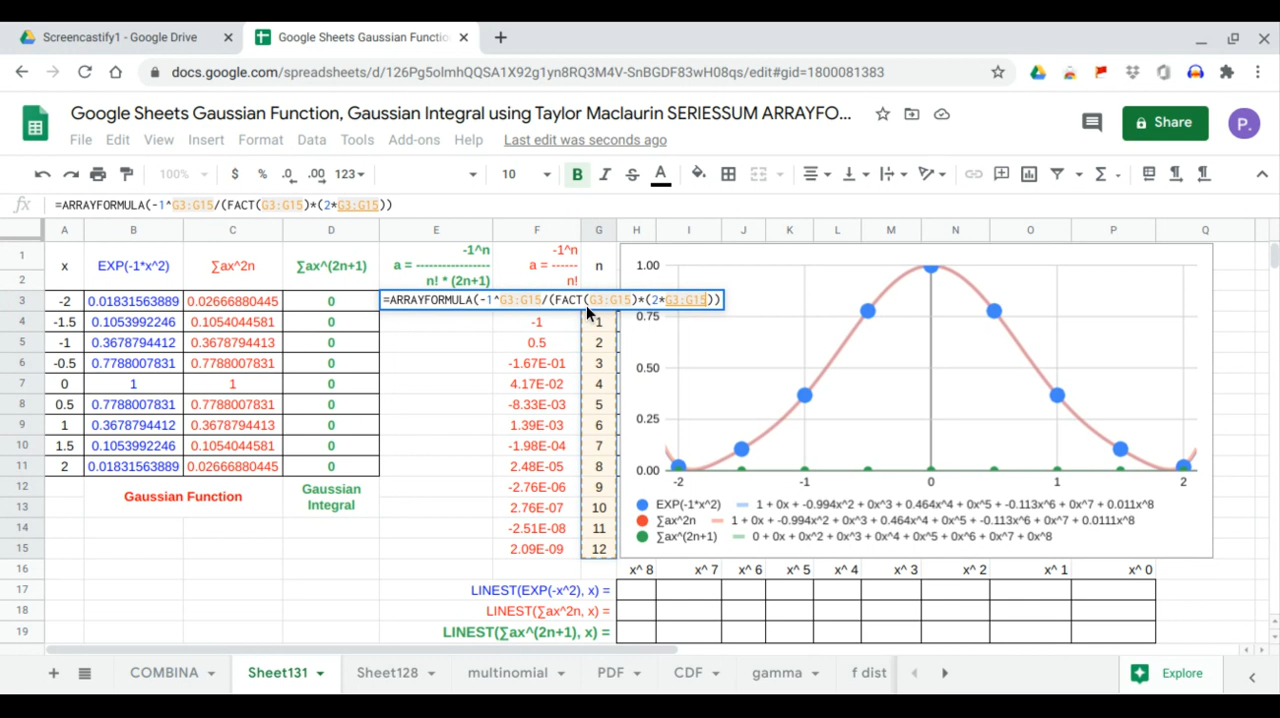 Screencastify1 - Google Drive
Google Sheets Gaussian Functio
docs.google.com/spreadsheets/d/126Pg5olmhQQSA1X92g1yn8RQ3M4V-SnBGDF83wH08qs/edit#gid=1800081383
Google Sheets Gaussian Function, Gaussian Integral using Taylor Maclaurin SERIESSUM ARRAYFO...
Share
P.
File Edit View Insert Format Data Tools Add-ons Help Last edit was seconds ago
100% $ % .0 .00 123 10 B I S A
fx =ARRAYFORMULA(-1^G3:G15/(FACT(G3:G15)*(2*G3:G15))
A B C D E F G H I J K L M N O P Q
1 -1^n -1^n
x EXP(-1*x^2) ∑ax^2n ∑ax^(2n+1) a = ----------------- a = ------ n
2 n! * (2n+1) n!
3 -2 0.01831563889 0.02666880445 0 =ARRAYFORMULA(-1^G3:G15/(FACT(G3:G15)*(2*G3:G15))
4 -1.5 0.1053992246 0.1054044581 0 -1 1
5 -1 0.3678794412 0.3678794413 0 0.5 2
6 -0.5 0.7788007831 0.7788007831 0 -1.67E-01 3
7 0 1 1 0 4.17E-02 4
8 0.5 0.7788007831 0.7788007831 0 -8.33E-03 5
9 1 0.3678794412 0.3678794413 0 1.39E-03 6
10 1.5 0.1053992246 0.1054044581 0 -1.98E-04 7
11 2 0.01831563889 0.02666880445 0 2.48E-05 8
12 -2.76E-06 9
13 2.76E-07 10
14 -2.51E-08 11
15 2.09E-09 12
Gaussian Function
Gaussian
Integral
1.00
0.75
0.50
0.25
0.00
-2 -1 0 1 2
EXP(-1*x^2) 1 + 0x + -0.994x^2 + 0x^3 + 0.464x^4 + 0x^5 + -0.113x^6 + 0x^7 + 0.011x^8
∑ax^2n 1 + 0x + -0.994x^2 + 0x^3 + 0.464x^4 + 0x^5 + -0.113x^6 + 0x^7 + 0.0111x^8
∑ax^(2n+1) 0 + 0x + 0x^2 + 0x^3 + 0x^4 + 0x^5 + 0x^6 + 0x^7 + 0x^8
16 x^ 8 x^ 7 x^ 6 x^ 5 x^ 4 x^ 3 x^ 2 x^ 1 x^ 0
17 LINEST(EXP(-x^2), x) =
18 LINEST(∑ax^2n, x) =
19 LINEST(∑ax^(2n+1), x) =
COMBINA Sheet131 Sheet128 multinomial PDF CDF gamma f dist Explore